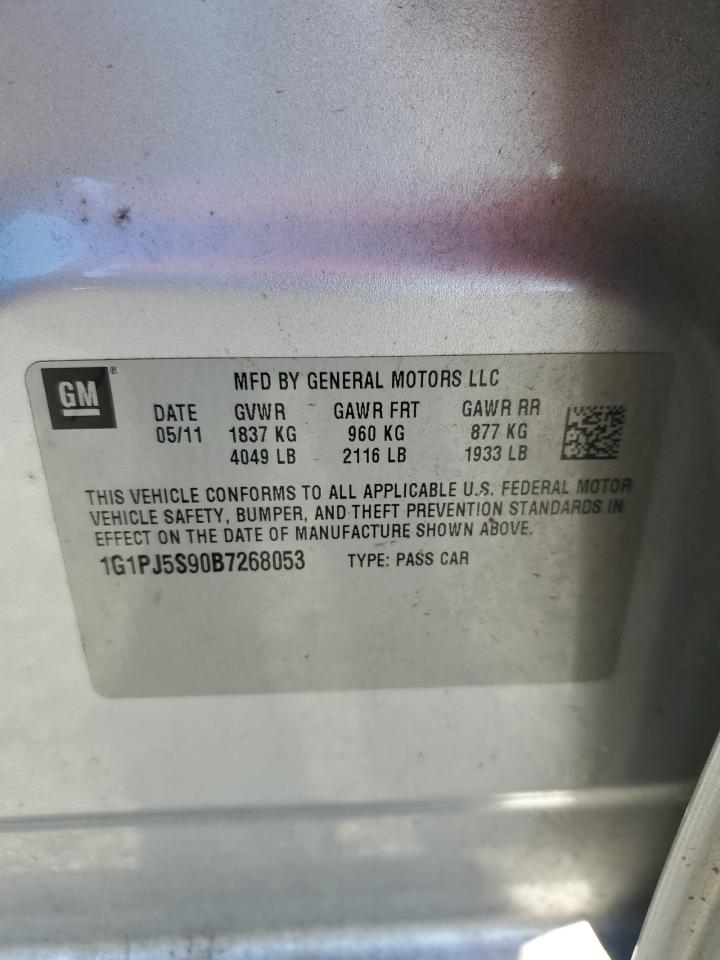 GM®
MFD BY GENERAL MOTORS LLC
DATE GVWR GAWR FRT GAWR RR
05/11 1837 KG 960 KG 877 KG
4049 LB 2116 LB 1933 LB
THIS VEHICLE CONFORMS TO ALL APPLICABLE U.S. FEDERAL MOTOR
VEHICLE SAFETY, BUMPER, AND THEFT PREVENTION STANDARDS IN
EFFECT ON THE DATE OF MANUFACTURE SHOWN ABOVE.
1G1PJ5S90B7268053 TYPE: PASS CAR